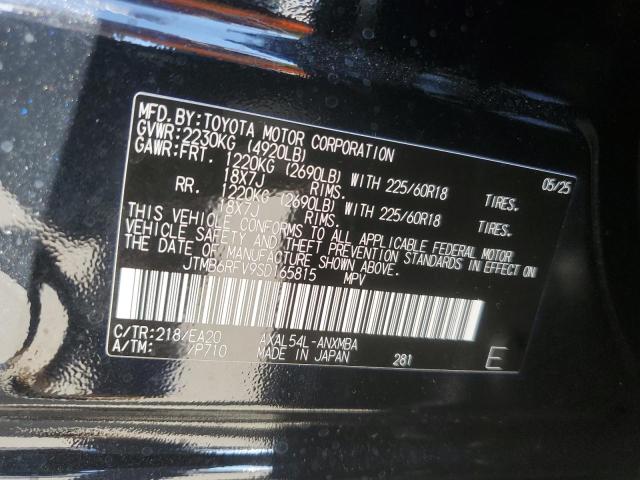 MFD.BY:TOYOTA MOTOR CORPORATION 05/25
GVWR:2230KG (4920LB)
GAWR:FRT. 1220KG (2690LB) WITH 225/60R18 TIRES.
18X7J RIMS.
RR. 1220KG (2690LB) WITH 225/60R18 TIRES.
18X7J RIMS.
THIS VEHICLE CONFORMS TO ALL APPLICABLE FEDERAL MOTOR
VEHICLE SAFETY AND THEFT PREVENTION STANDARDS IN EFFECT ON
THE DATE OF MANUFACTURE SHOWN ABOVE.
JTMB6RFV9SD165815 MPV
C/TR:218/EA20 AXAL54L-ANXMBA
A/TM: /P710 MADE IN JAPAN 281 E